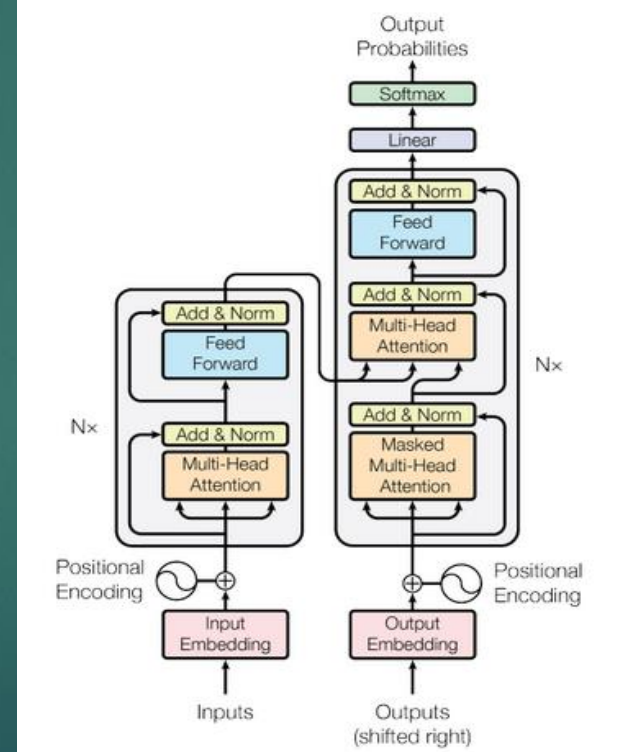 Output
Probabilities
Softmax
Linear
Add & Norm
Feed
Forward
Add & Norm
Multi-Head
Attention
Add & Norm
Masked
Multi-Head
Attention
Nx
Add & Norm
Feed
Forward
Add & Norm
Multi-Head
Attention
Nx
Positional
Encoding
Positional
Encoding
Input
Embedding
Output
Embedding
Inputs
Outputs
(shifted right)